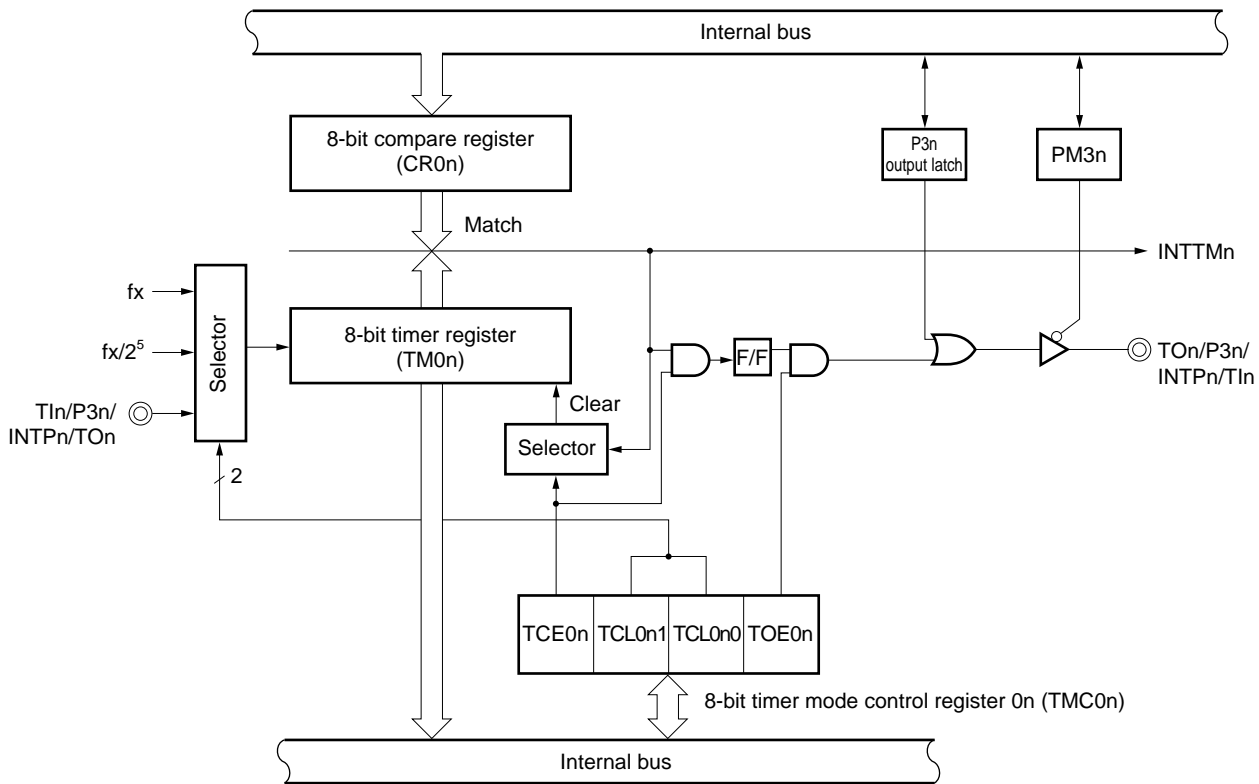 Internal bus
8-bit compare register
(CR0n)
P3n
output latch
PM3n
Match
INTTMn
fx
fx/2⁵
Selector
8-bit timer register
(TM0n)
F/F
TOn/P3n/
INTPn/TIn
TIn/P3n/
INTPn/TOn
Clear
Selector
2
TCE0n
TCL0n1
TCL0n0
TOE0n
8-bit timer mode control register 0n (TMC0n)
Internal bus